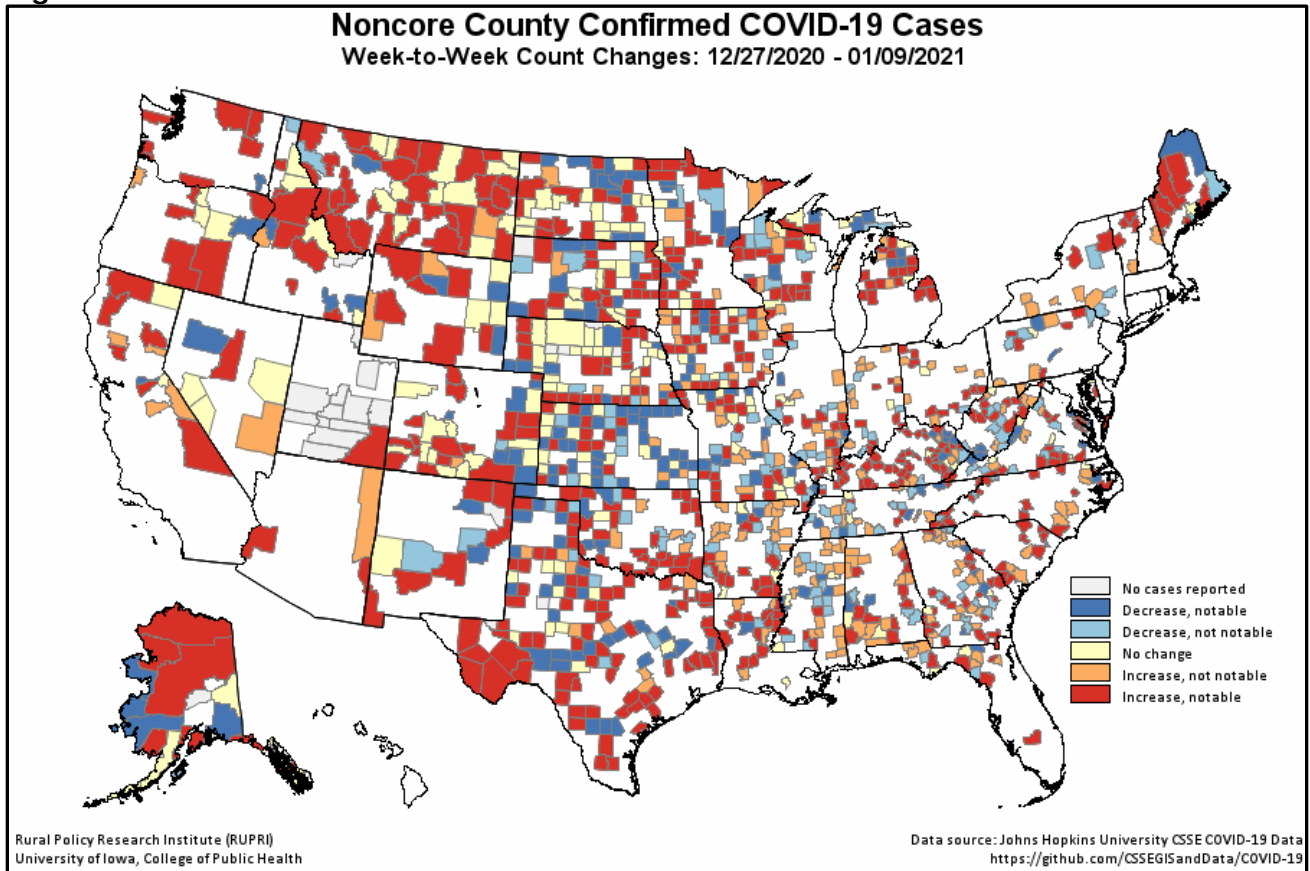 Noncore County Confirmed COVID-19 Cases
Week-to-Week Count Changes: 12/27/2020 - 01/09/2021
No cases reported
Decrease, notable
Decrease, not notable
No change
Increase, not notable
Increase, notable
Rural Policy Research Institute (RUPRI)
University of Iowa, College of Public Health
Data source: Johns Hopkins University CSSE COVID-19 Data
https://github.com/CSSEGISandData/COVID-19